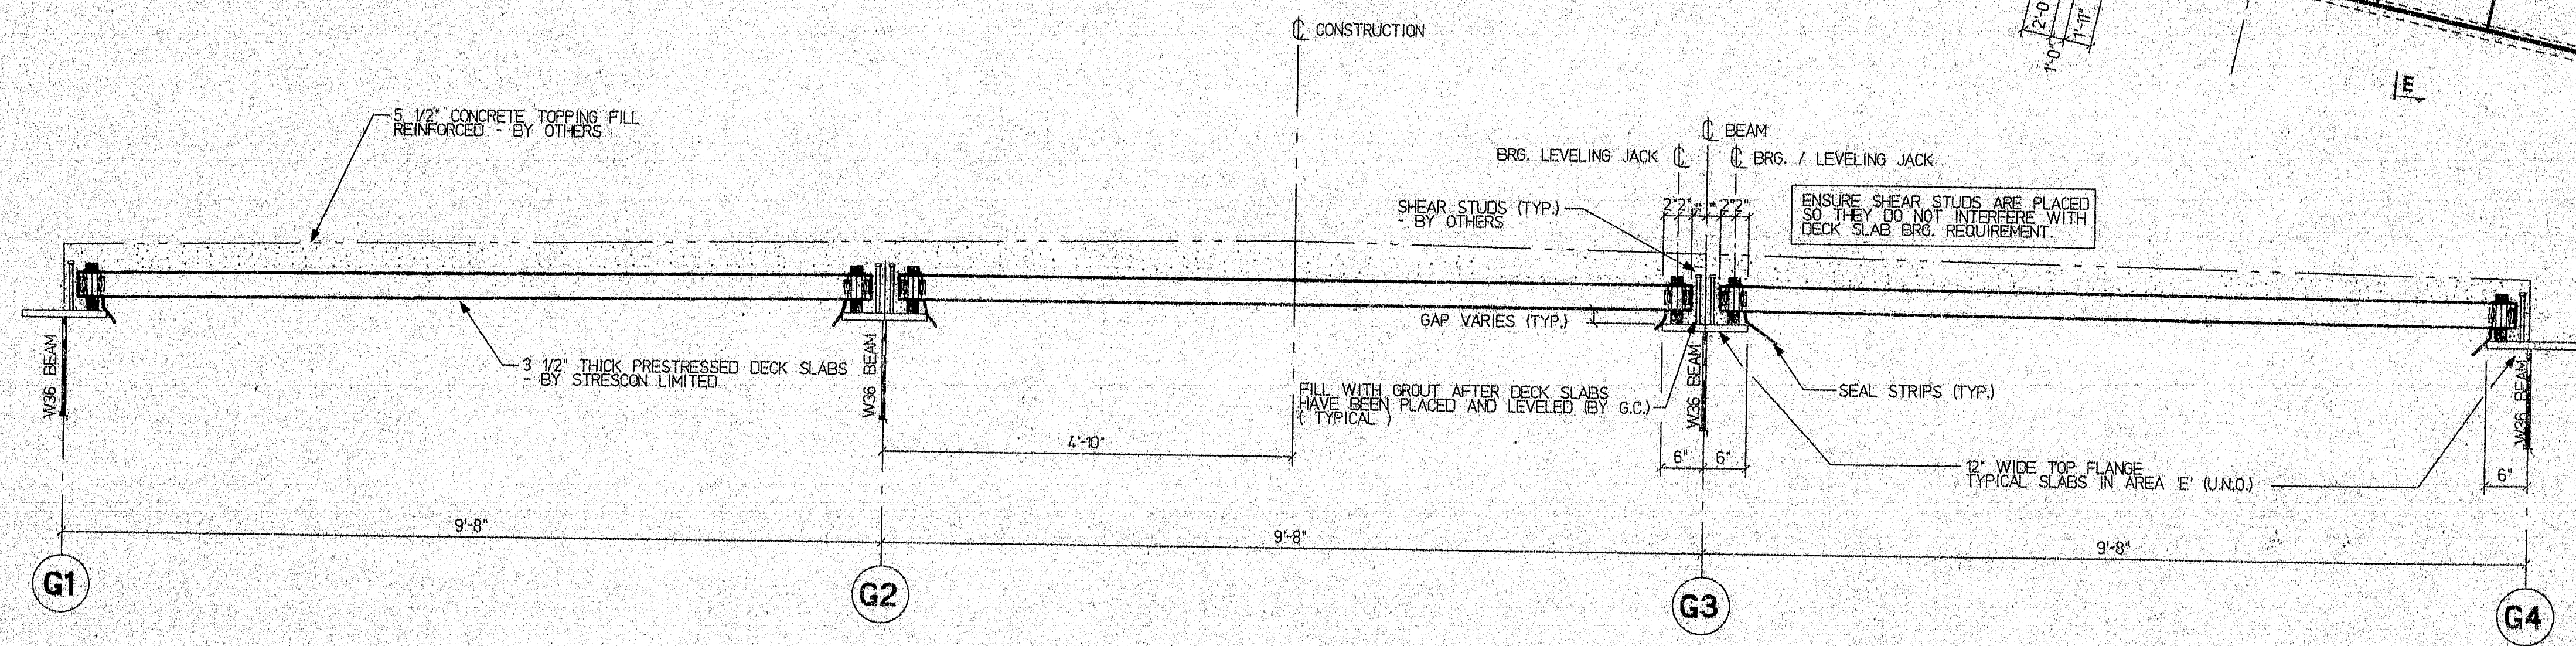 ℄ CONSTRUCTION
2'-0
1'-0"
1'-11"
E
5 1/2" CONCRETE TOPPING FILL
REINFORCED - BY OTHERS
℄ BEAM
BRG. LEVELING JACK ℄
℄ BRG. / LEVELING JACK
SHEAR STUDS (TYP.)
- BY OTHERS
2" 2"
2" 2"
ENSURE SHEAR STUDS ARE PLACED
SO THEY DO NOT INTERFERE WITH
DECK SLAB BRG. REQUIREMENT.
GAP VARIES (TYP.)
W36 BEAM
W36 BEAM
W36 BEAM
W36 BEAM
3 1/2" THICK PRESTRESSED DECK SLABS
- BY STRESCON LIMITED
FILL WITH GROUT AFTER DECK SLABS
HAVE BEEN PLACED AND LEVELED (BY G.C.)
( TYPICAL )
SEAL STRIPS (TYP.)
4'-10"
6"
6"
12" WIDE TOP FLANGE
TYPICAL SLABS IN AREA 'E' (U.N.O.)
6"
9'-8"
9'-8"
9'-8"
G1
G2
G3
G4